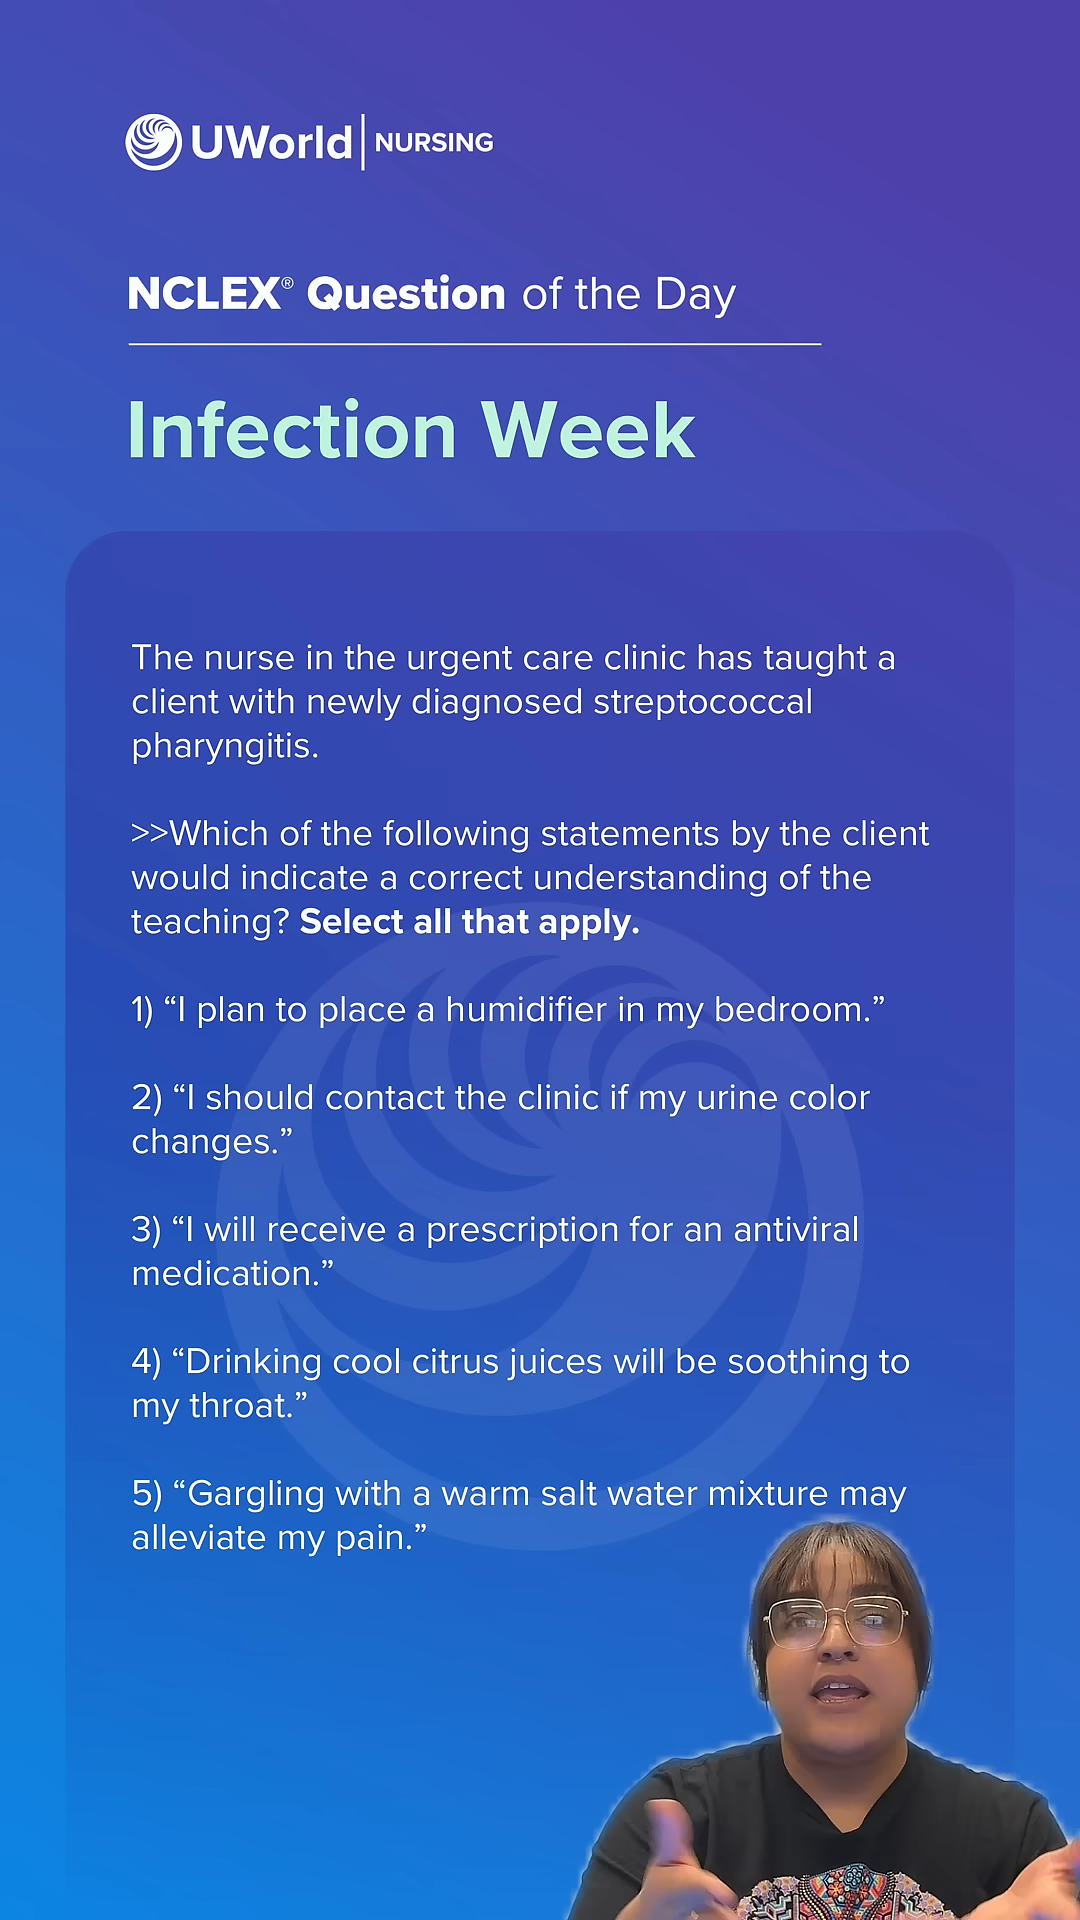 UWorld | NURSING
NCLEX® Question of the Day
Infection Week
The nurse in the urgent care clinic has taught a
client with newly diagnosed streptococcal
pharyngitis.
>>Which of the following statements by the client
would indicate a correct understanding of the
teaching? Select all that apply.
1) “I plan to place a humidifier in my bedroom.”
2) “I should contact the clinic if my urine color
changes.”
3) “I will receive a prescription for an antiviral
medication.”
4) “Drinking cool citrus juices will be soothing to
my throat.”
5) “Gargling with a warm salt water mixture may
alleviate my pain.”